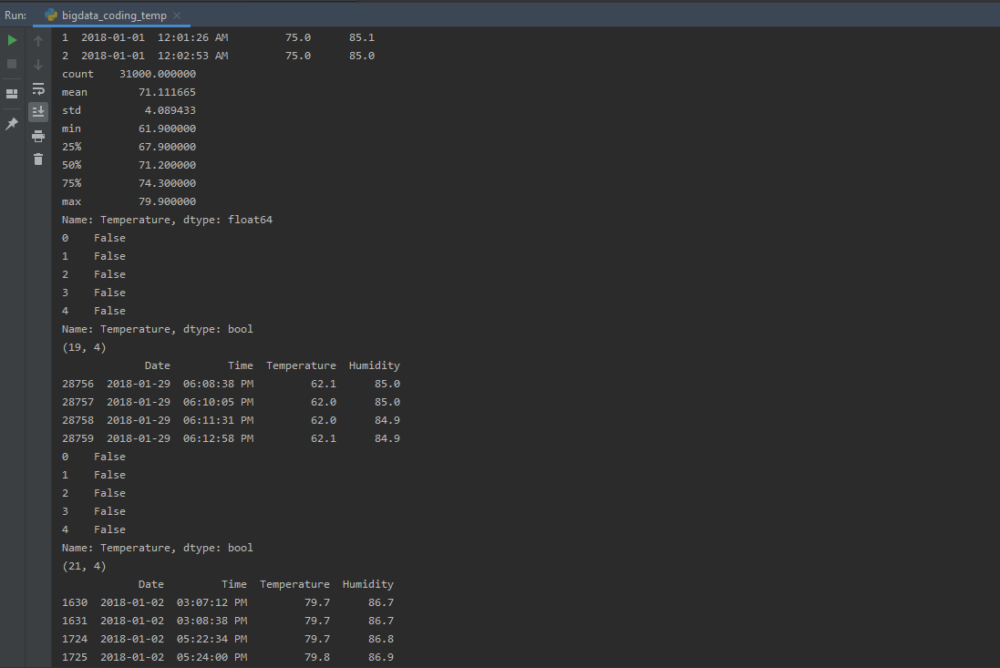 Run: bigdata_coding_temp
1  2018-01-01  12:01:26 AM         75.0      85.1
2  2018-01-01  12:02:53 AM         75.0      85.0
count    31000.000000
mean        71.111665
std          4.089433
min         61.900000
25%         67.900000
50%         71.200000
75%         74.300000
max         79.900000
Name: Temperature, dtype: float64
0    False
1    False
2    False
3    False
4    False
Name: Temperature, dtype: bool
(19, 4)
             Date         Time  Temperature  Humidity
28756  2018-01-29  06:08:38 PM         62.1      85.0
28757  2018-01-29  06:10:05 PM         62.0      85.0
28758  2018-01-29  06:11:31 PM         62.0      84.9
28759  2018-01-29  06:12:58 PM         62.1      84.9
0    False
1    False
2    False
3    False
4    False
Name: Temperature, dtype: bool
(21, 4)
            Date         Time  Temperature  Humidity
1630  2018-01-02  03:07:12 PM         79.7      86.7
1631  2018-01-02  03:08:38 PM         79.7      86.7
1724  2018-01-02  05:22:34 PM         79.7      86.8
1725  2018-01-02  05:24:00 PM         79.8      86.9